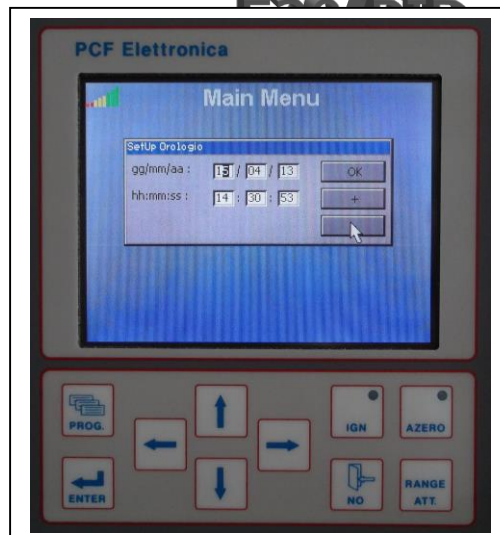 PCF Elettronica
Main Menu
SetUp Orologio
gg/mm/aa : 15 / 04 / 13 OK
hh:mm:ss : 14 : 30 : 53 +
PROG.
IGN
AZERO
ENTER
NO
RANGE
ATT.